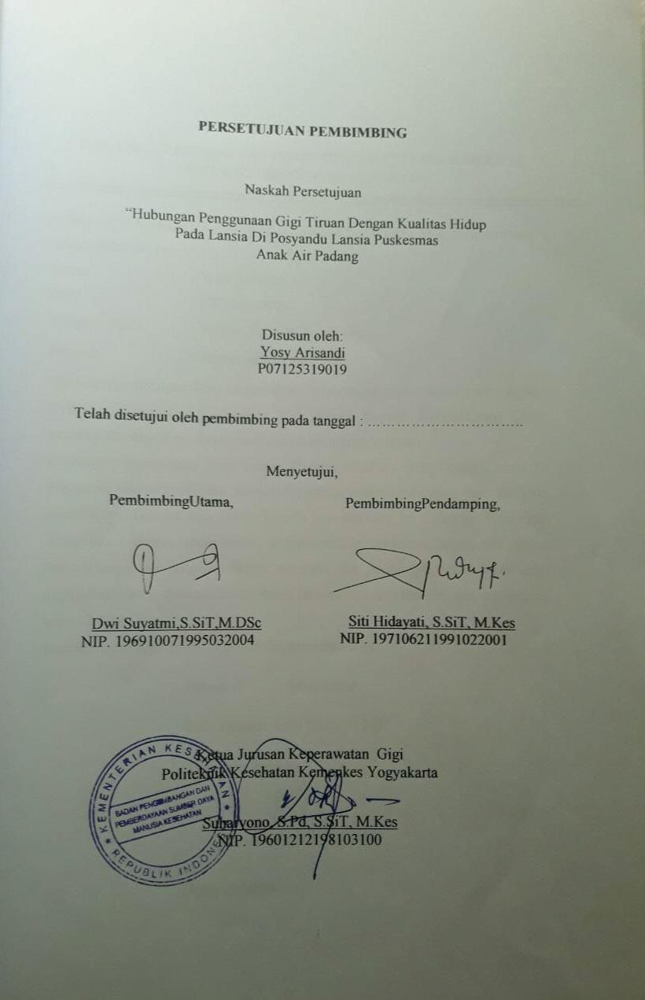 PERSETUJUAN PEMBIMBING
Naskah Persetujuan
“Hubungan Penggunaan Gigi Tiruan Dengan Kualitas Hidup
Pada Lansia Di Posyandu Lansia Puskesmas
Anak Air Padang
Disusun oleh:
Yosy Arisandi
P07125319019
Telah disetujui oleh pembimbing pada tanggal : …………………………..
Menyetujui,
PembimbingUtama,
PembimbingPendamping,
Dwi Suyatmi,S.SiT,M.DSc
NIP. 196910071995032004
Siti Hidayati, S.SiT, M.Kes
NIP. 197106211991022001
Ketua Jurusan Keperawatan Gigi
Politeknik Kesehatan Kemenkes Yogyakarta
Suharyono, S.Pd, S.SiT, M.Kes
NIP. 19601212198103100
KEMENTERIAN KESEHATAN
BADAN PENGEMBANGAN DAN
PEMBERDAYAAN SUMBER DAYA
MANUSIA KESEHATAN
REPUBLIK INDONESIA